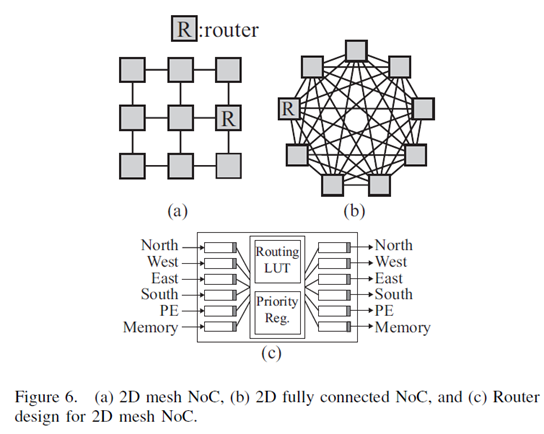 R:router
R
R
(a)
(b)
North
West
East
South
PE
Memory
Routing
LUT
Priority
Reg.
North
West
East
South
PE
Memory
(c)
Figure 6. (a) 2D mesh NoC, (b) 2D fully connected NoC, and (c) Router
design for 2D mesh NoC.